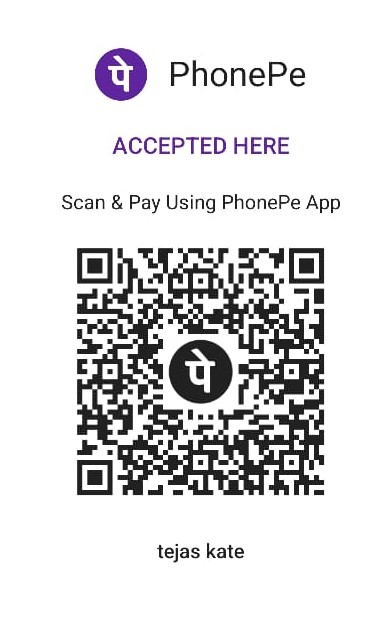 पे PhonePe
ACCEPTED HERE
Scan & Pay Using PhonePe App
पे
tejas kate